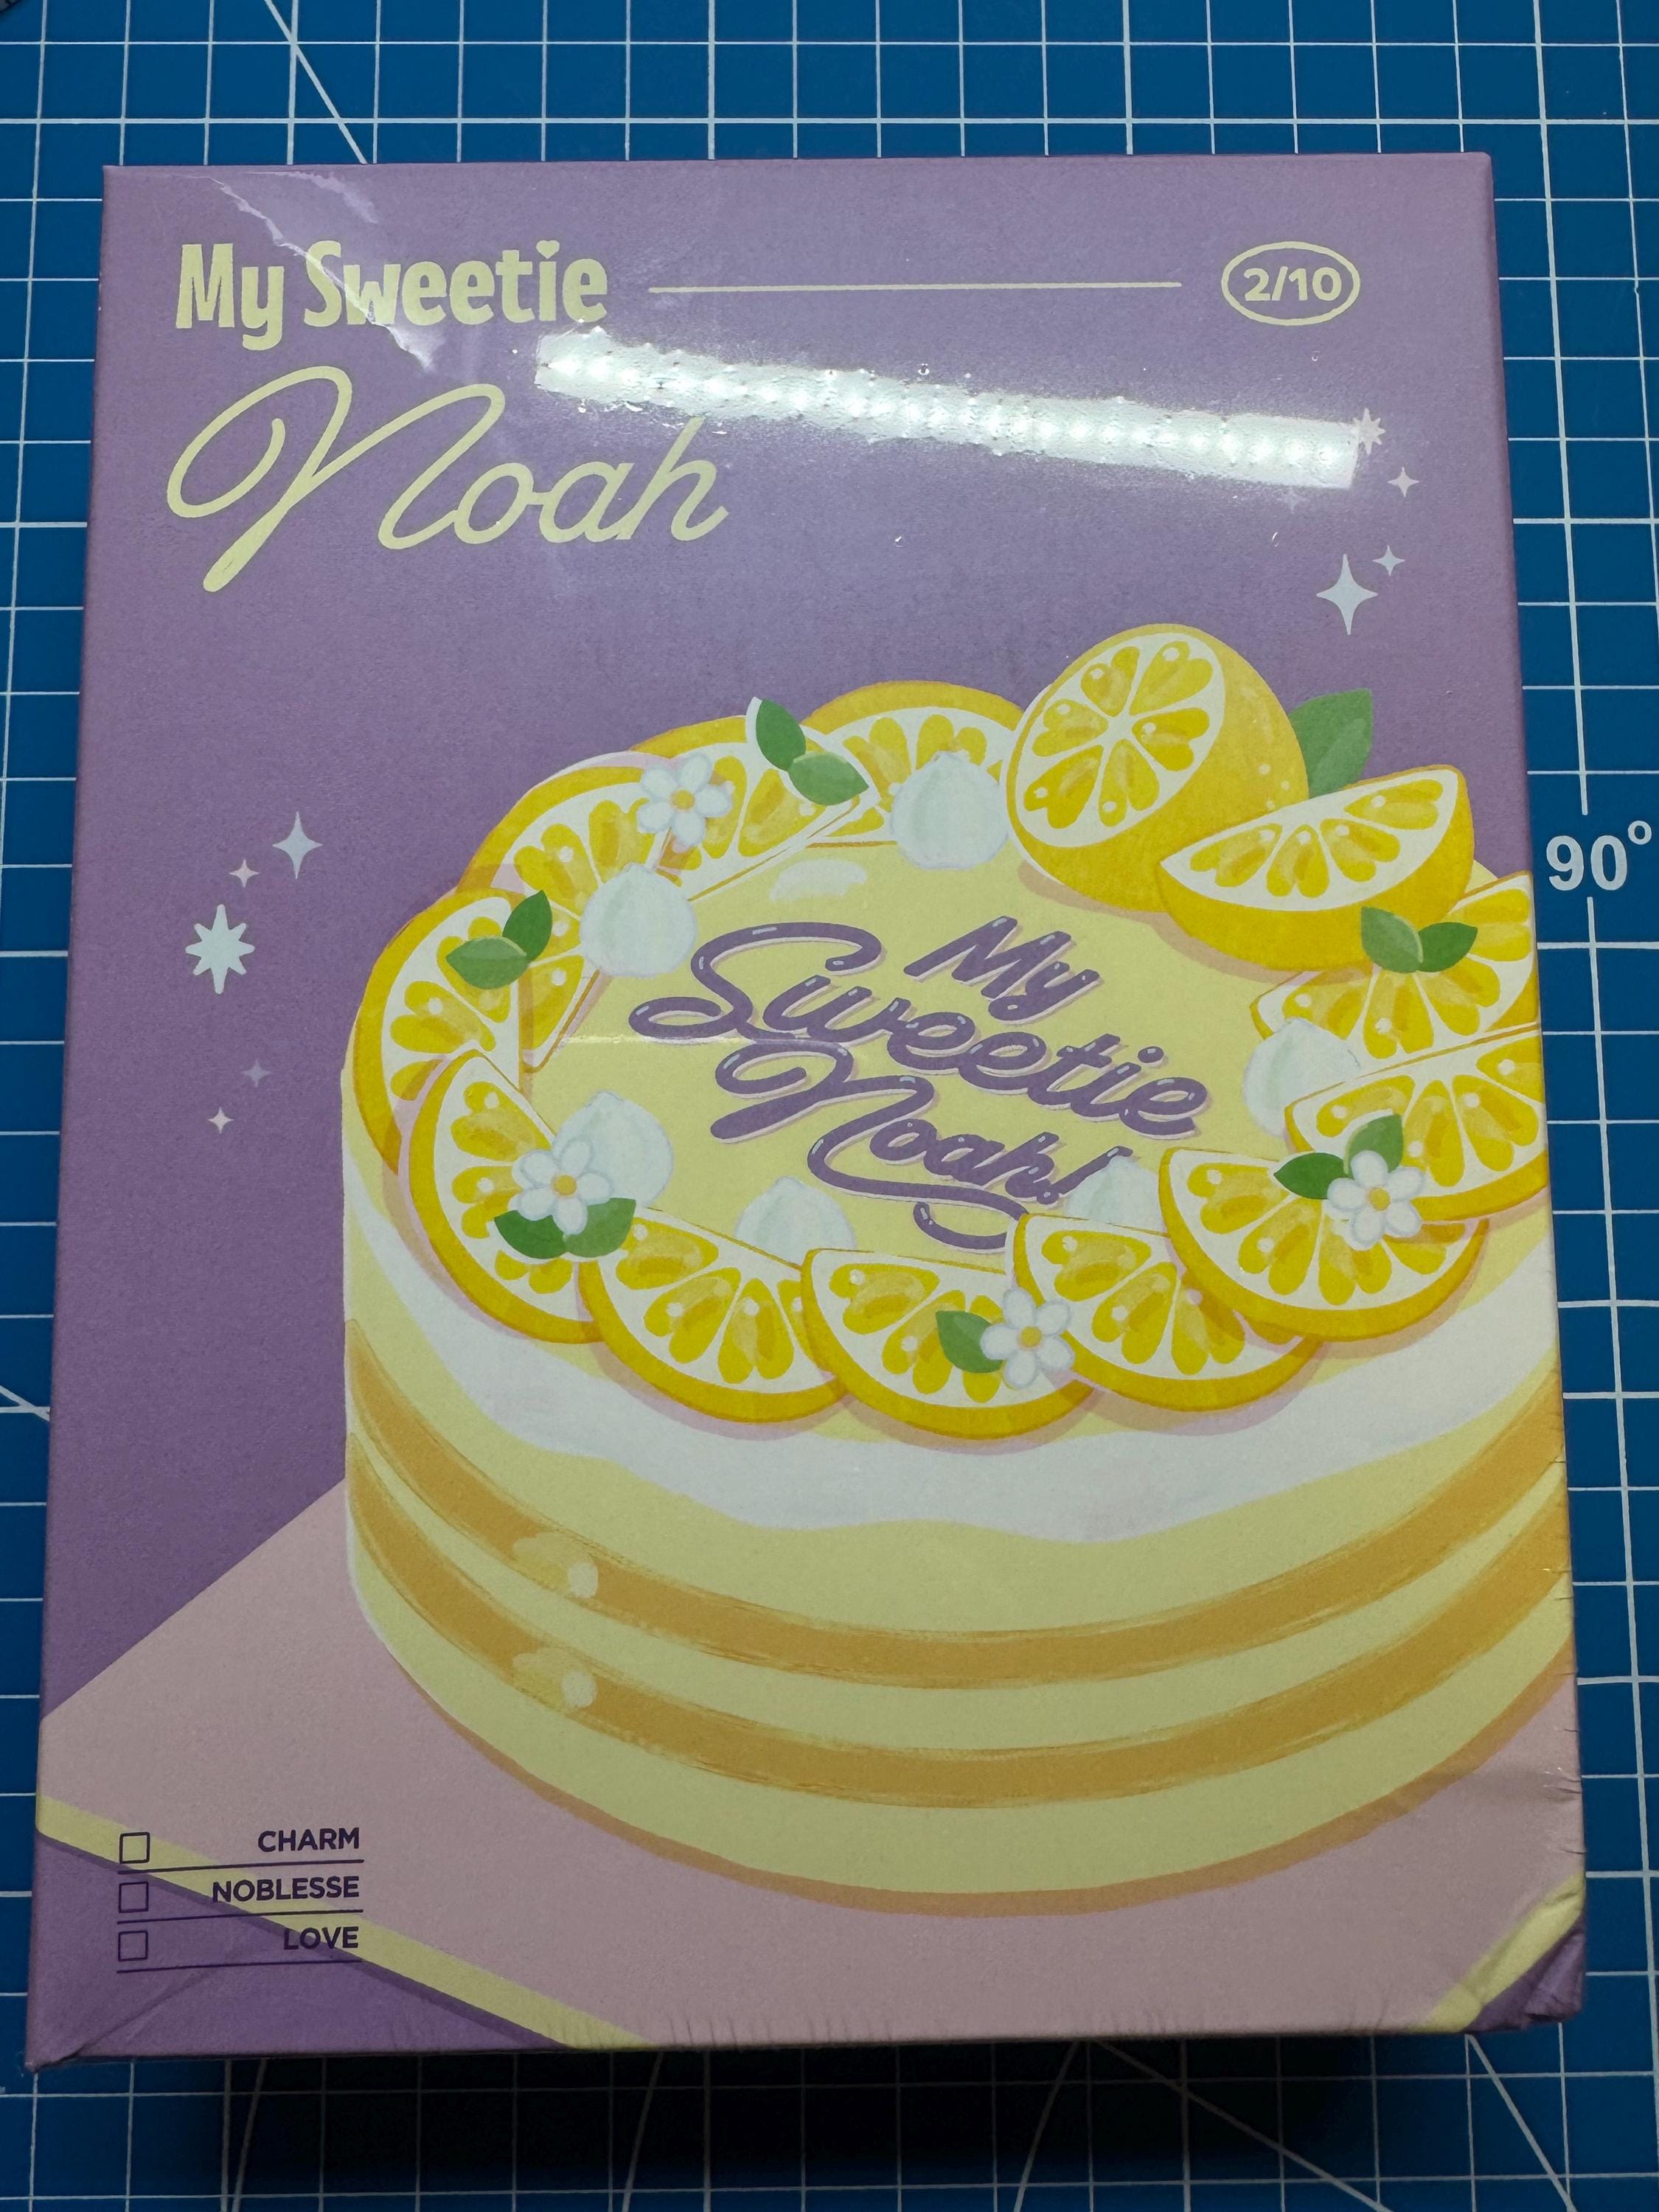 My Sweetie
2/10
Noah
90°
My
Sweetie
Noah!
CHARM
NOBLESSE
LOVE